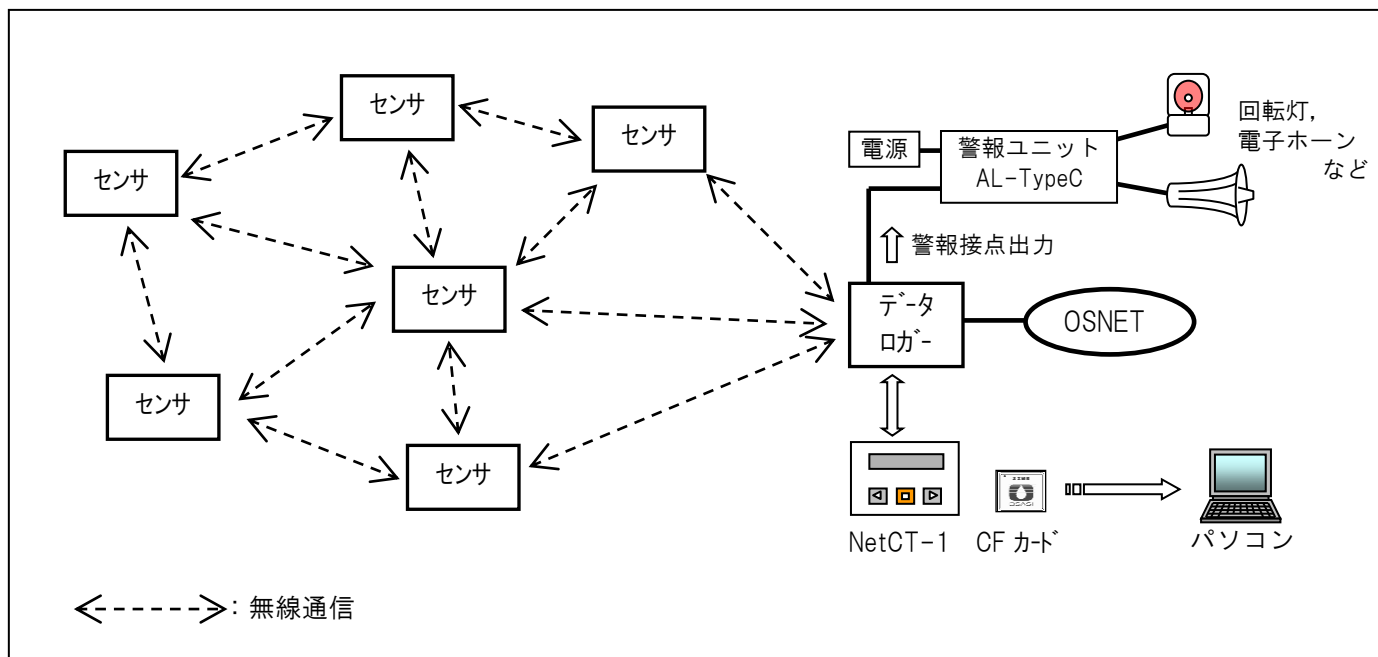 センサ
センサ
センサ
センサ
センサ
センサ
電源
警報ユニット
AL-TypeC
回転灯,
電子ホーン
など
警報接点出力
データ
ロガー
OSNET
NetCT-1
CFカード
パソコン
:無線通信
OSASI